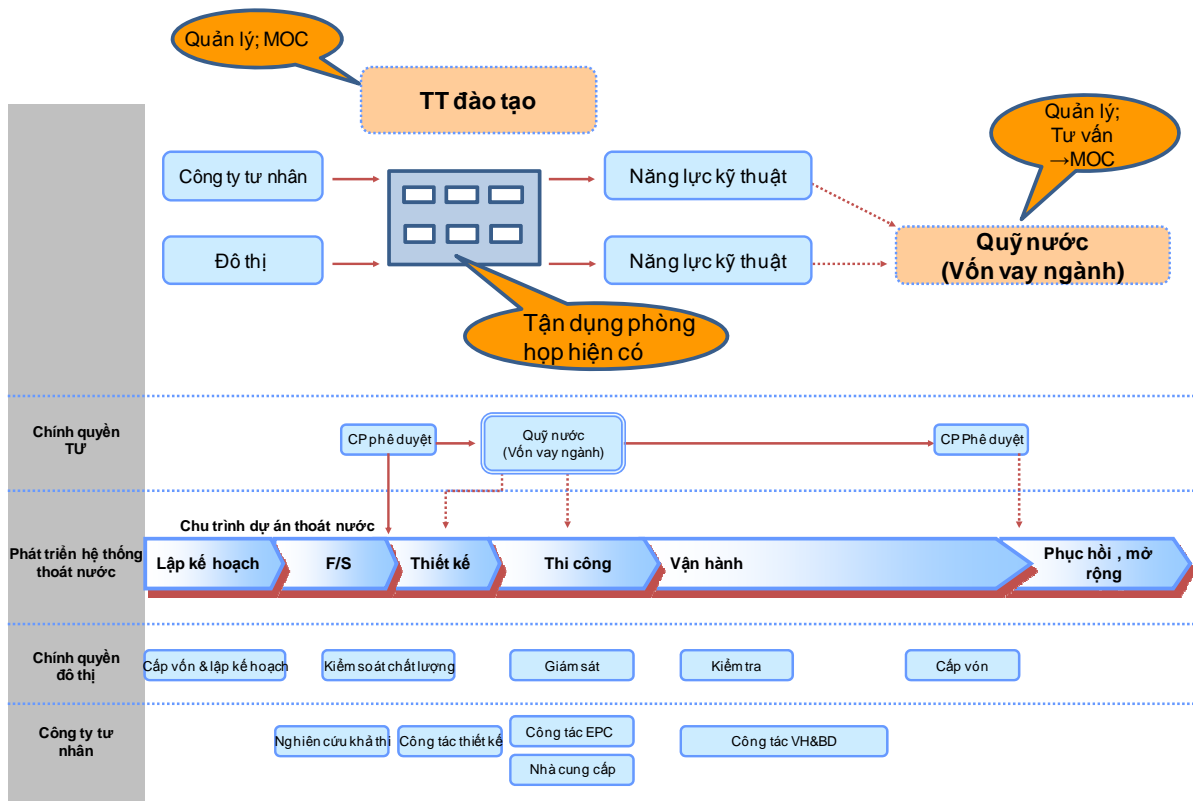 Quản lý; MOC
TT đào tạo
Quản lý;
Tư vấn
→MOC
Công ty tư nhân
Năng lực kỹ thuật
Đô thị
Năng lực kỹ thuật
Quỹ nước
(Vốn vay ngành)
Tận dụng phòng
họp hiện có
Chính quyền
TƯ
CP phê duyệt
Quỹ nước
(Vốn vay ngành)
CP Phê duyệt
Chu trình dự án thoát nước
Phát triển hệ thống
thoát nước
Lập kế hoạch
F/S
Thiết kế
Thi công
Vận hành
Phục hồi , mở
rộng
Chính quyền
đô thị
Cấp vốn & lập kế hoạch
Kiểm soát chất lượng
Giám sát
Kiểm tra
Cấp vón
Công ty tư
nhân
Nghiên cứu khả thi
Công tác thiết kế
Công tác EPC
Nhà cung cấp
Công tác VH&BD